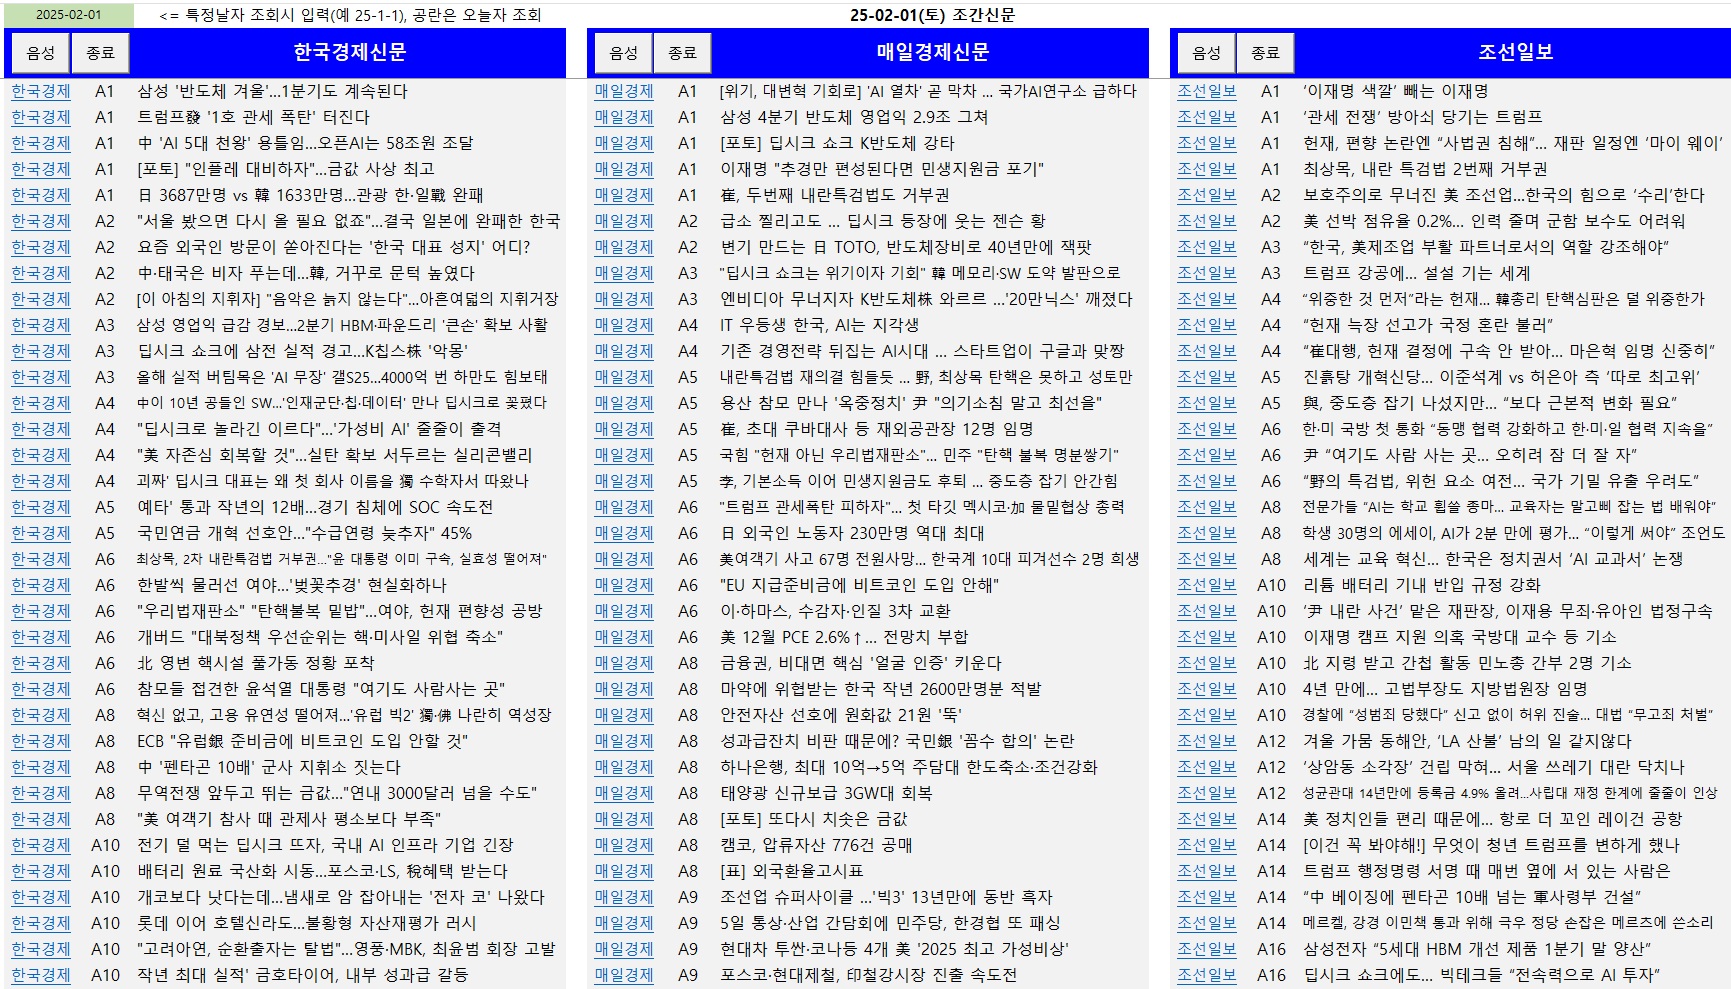 2025-02-01 <= 특정날자 조회시 입력(예 25-1-1), 공란은 오늘자 조회
25-02-01(토) 조간신문
음성 종료 한국경제신문
한국경제 A1 삼성 '반도체 겨울'...1분기도 계속된다
한국경제 A1 트럼프發 '1호 관세 폭탄' 터진다
한국경제 A1 中 'AI 5대 천왕' 용틀임...오픈AI는 58조원 조달
한국경제 A1 [포토] "인플레 대비하자"...금값 사상 최고
한국경제 A1 日 3687만명 vs 韓 1633만명...관광 한·일戰 완패
한국경제 A2 "서울 봤으면 다시 올 필요 없죠"...결국 일본에 완패한 한국
한국경제 A2 요즘 외국인 방문이 쏟아진다는 '한국 대표 성지' 어디?
한국경제 A2 中·태국은 비자 푸는데...韓, 거꾸로 문턱 높였다
한국경제 A2 [이 아침의 지휘자] "음악은 늙지 않는다"...아흔여덟의 지휘거장
한국경제 A3 삼성 영업익 급감 경보...2분기 HBM·파운드리 '큰손' 확보 사활
한국경제 A3 딥시크 쇼크에 삼전 실적 경고...K칩스株 '악몽'
한국경제 A3 올해 실적 버팀목은 'AI 무장' 갤S25...4000억 번 하만도 힘보태
한국경제 A4 中이 10년 공들인 SW...'인재군단·칩·데이터' 만나 딥시크로 꽃폈다
한국경제 A4 "딥시크로 놀라긴 이르다"...'가성비 AI' 줄줄이 출격
한국경제 A4 "美 자존심 회복할 것"...실탄 확보 서두르는 실리콘밸리
한국경제 A4 괴짜' 딥시크 대표는 왜 첫 회사 이름을 獨 수학자서 따왔나
한국경제 A5 예타' 통과 작년의 12배...경기 침체에 SOC 속도전
한국경제 A5 국민연금 개혁 선호안..."수급연령 늦추자" 45%
한국경제 A6 최상목, 2차 내란특검법 거부권..."윤 대통령 이미 구속, 실효성 떨어져"
한국경제 A6 한발씩 물러선 여야...'벚꽃추경' 현실화하나
한국경제 A6 "우리법재판소" "탄핵불복 밑밥"...여야, 헌재 편향성 공방
한국경제 A6 개버드 "대북정책 우선순위는 핵·미사일 위협 축소"
한국경제 A6 北 영변 핵시설 풀가동 정황 포착
한국경제 A6 참모들 접견한 윤석열 대통령 "여기도 사람사는 곳"
한국경제 A8 혁신 없고, 고용 유연성 떨어져...'유럽 빅2' 獨·佛 나란히 역성장
한국경제 A8 ECB "유럽銀 준비금에 비트코인 도입 안할 것"
한국경제 A8 中 '펜타곤 10배' 군사 지휘소 짓는다
한국경제 A8 무역전쟁 앞두고 뛰는 금값..."연내 3000달러 넘을 수도"
한국경제 A8 "美 여객기 참사 때 관제사 평소보다 부족"
한국경제 A10 전기 덜 먹는 딥시크 뜨자, 국내 AI 인프라 기업 긴장
한국경제 A10 배터리 원료 국산화 시동...포스코·LS, 稅혜택 받는다
한국경제 A10 개코보다 낫다는데...냄새로 암 잡아내는 '전자 코' 나왔다
한국경제 A10 롯데 이어 호텔신라도...불황형 자산재평가 러시
한국경제 A10 "고려아연, 순환출자는 탈법"...영풍·MBK, 최윤범 회장 고발
한국경제 A10 작년 최대 실적' 금호타이어, 내부 성과급 갈등
음성 종료 매일경제신문
매일경제 A1 [위기, 대변혁 기회로] 'AI 열차' 곧 막차 ... 국가AI연구소 급하다
매일경제 A1 삼성 4분기 반도체 영업익 2.9조 그쳐
매일경제 A1 [포토] 딥시크 쇼크 K반도체 강타
매일경제 A1 이재명 "추경만 편성된다면 민생지원금 포기"
매일경제 A1 崔, 두번째 내란특검법도 거부권
매일경제 A2 급소 찔리고도 ... 딥시크 등장에 웃는 젠슨 황
매일경제 A2 변기 만드는 日 TOTO, 반도체장비로 40년만에 잭팟
매일경제 A3 "딥시크 쇼크는 위기이자 기회" 韓 메모리·SW 도약 발판으로
매일경제 A3 엔비디아 무너지자 K반도체株 와르르 ...'20만닉스' 깨졌다
매일경제 A4 IT 우등생 한국, AI는 지각생
매일경제 A4 기존 경영전략 뒤집는 AI시대 ... 스타트업이 구글과 맞짱
매일경제 A5 내란특검법 재의결 힘들듯 ... 野, 최상목 탄핵은 못하고 성토만
매일경제 A5 용산 참모 만나 '옥중정치' 尹 "의기소침 말고 최선을"
매일경제 A5 崔, 초대 쿠바대사 등 재외공관장 12명 임명
매일경제 A5 국힘 "헌재 아닌 우리법재판소"... 민주 "탄핵 불복 명분쌓기"
매일경제 A5 李, 기본소득 이어 민생지원금도 후퇴 ... 중도층 잡기 안간힘
매일경제 A6 "트럼프 관세폭탄 피하자"... 첫 타깃 멕시코·加 물밑협상 총력
매일경제 A6 日 외국인 노동자 230만명 역대 최대
매일경제 A6 美여객기 사고 67명 전원사망... 한국계 10대 피겨선수 2명 희생
매일경제 A6 "EU 지급준비금에 비트코인 도입 안해"
매일경제 A6 이·하마스, 수감자·인질 3차 교환
매일경제 A6 美 12월 PCE 2.6%↑... 전망치 부합
매일경제 A8 금융권, 비대면 핵심 '얼굴 인증' 키운다
매일경제 A8 마약에 위협받는 한국 작년 2600만명분 적발
매일경제 A8 안전자산 선호에 원화값 21원 '뚝'
매일경제 A8 성과급잔치 비판 때문에? 국민銀 '꼼수 합의' 논란
매일경제 A8 하나은행, 최대 10억→5억 주담대 한도축소·조건강화
매일경제 A8 태양광 신규보급 3GW대 회복
매일경제 A8 [포토] 또다시 치솟은 금값
매일경제 A8 캠코, 압류자산 776건 공매
매일경제 A8 [표] 외국환율고시표
매일경제 A9 조선업 슈퍼사이클 ...'빅3' 13년만에 동반 흑자
매일경제 A9 5일 통상·산업 간담회에 민주당, 한경협 또 패싱
매일경제 A9 현대차 투싼·코나등 4개 美 '2025 최고 가성비상'
매일경제 A9 포스코·현대제철, 印철강시장 진출 속도전
음성 종료 조선일보
조선일보 A1 ‘이재명 색깔’ 빼는 이재명
조선일보 A1 ‘관세 전쟁’ 방아쇠 당기는 트럼프
조선일보 A1 헌재, 편향 논란엔 “사법권 침해”... 재판 일정엔 ‘마이 웨이’
조선일보 A1 최상목, 내란 특검법 2번째 거부권
조선일보 A2 보호주의로 무너진 美 조선업...한국의 힘으로 ‘수리’한다
조선일보 A2 美 선박 점유율 0.2%... 인력 줄며 군함 보수도 어려워
조선일보 A3 “한국, 美제조업 부활 파트너로서의 역할 강조해야”
조선일보 A3 트럼프 강공에... 설설 기는 세계
조선일보 A4 “위중한 것 먼저”라는 헌재... 韓총리 탄핵심판은 덜 위중한가
조선일보 A4 “헌재 늑장 선고가 국정 혼란 불러”
조선일보 A4 “崔대행, 헌재 결정에 구속 안 받아... 마은혁 임명 신중히”
조선일보 A5 진흙탕 개혁신당... 이준석계 vs 허은아 측 ‘따로 최고위’
조선일보 A5 與, 중도층 잡기 나섰지만... “보다 근본적 변화 필요”
조선일보 A6 한·미 국방 첫 통화 “동맹 협력 강화하고 한·미·일 협력 지속을”
조선일보 A6 尹 “여기도 사람 사는 곳... 오히려 잠 더 잘 자”
조선일보 A6 “野의 특검법, 위헌 요소 여전... 국가 기밀 유출 우려도”
조선일보 A8 전문가들 “AI는 학교 휩쓸 종마... 교육자는 말고삐 잡는 법 배워야”
조선일보 A8 학생 30명의 에세이, AI가 2분 만에 평가... “이렇게 써야” 조언도
조선일보 A8 세계는 교육 혁신... 한국은 정치권서 ‘AI 교과서’ 논쟁
조선일보 A10 리튬 배터리 기내 반입 규정 강화
조선일보 A10 ‘尹 내란 사건’ 맡은 재판장, 이재용 무죄·유아인 법정구속
조선일보 A10 이재명 캠프 지원 의혹 국방대 교수 등 기소
조선일보 A10 北 지령 받고 간첩 활동 민노총 간부 2명 기소
조선일보 A10 4년 만에... 고법부장도 지방법원장 임명
조선일보 A10 경찰에 “성범죄 당했다” 신고 없이 허위 진술... 대법 “무고죄 처벌”
조선일보 A12 겨울 가뭄 동해안, ‘LA 산불’ 남의 일 같지않다
조선일보 A12 ‘상암동 소각장’ 건립 막혀... 서울 쓰레기 대란 닥치나
조선일보 A12 성균관대 14년만에 등록금 4.9% 올려...사립대 재정 한계에 줄줄이 인상
조선일보 A14 美 정치인들 편리 때문에... 항로 더 꼬인 레이건 공항
조선일보 A14 [이건 꼭 봐야해!] 무엇이 청년 트럼프를 변하게 했나
조선일보 A14 트럼프 행정명령 서명 때 매번 옆에 서 있는 사람은
조선일보 A14 “中 베이징에 펜타곤 10배 넘는 軍사령부 건설”
조선일보 A14 메르켈, 강경 이민책 통과 위해 극우 정당 손잡은 메르츠에 쓴소리
조선일보 A16 삼성전자 “5세대 HBM 개선 제품 1분기 말 양산”
조선일보 A16 딥시크 쇼크에도... 빅테크들 “전속력으로 AI 투자”